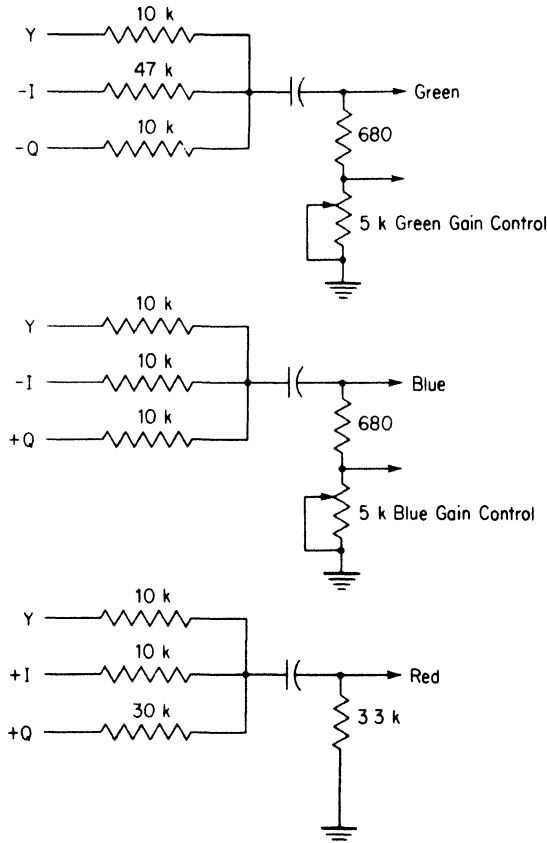 10 k
Y
47 k
-I
Green
10 k
-Q
680
5 k Green Gain Control
10 k
Y
10 k
-I
Blue
10 k
+Q
680
5 k Blue Gain Control
10 k
Y
10 k
+I
Red
30 k
+Q
3.3 k